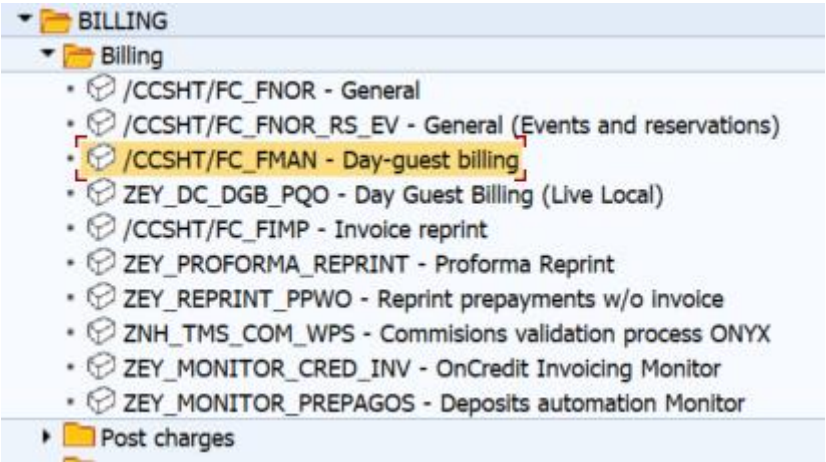 BILLING
Billing
/CCSHT/FC_FNOR - General
/CCSHT/FC_FNOR_RS_EV - General (Events and reservations)
/CCSHT/FC_FMAN - Day-guest billing
ZEY_DC_DGB_PQO - Day Guest Billing (Live Local)
/CCSHT/FC_FIMP - Invoice reprint
ZEY_PROFORMA_REPRINT - Proforma Reprint
ZEY_REPRINT_PPWO - Reprint prepayments w/o invoice
ZNH_TMS_COM_WPS - Commisions validation process ONYX
ZEY_MONITOR_CRED_INV - OnCredit Invoicing Monitor
ZEY_MONITOR_PREPAGOS - Deposits automation Monitor
Post charges